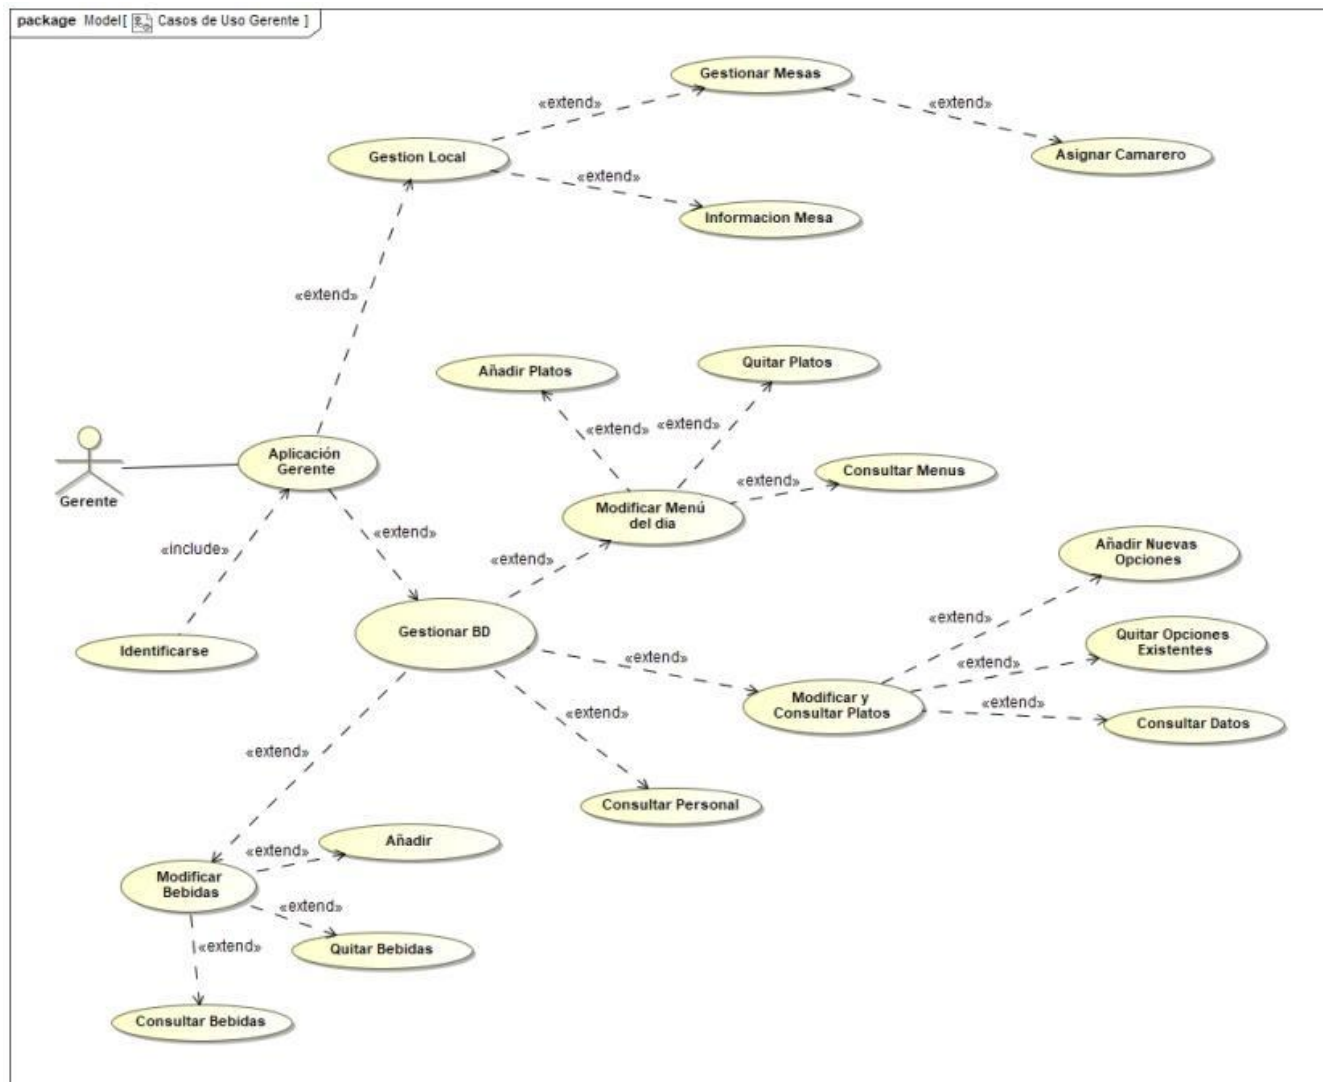 package Model[ Casos de Uso Gerente ]
Gestionar Mesas
«extend»
«extend»
Gestion Local
Asignar Camarero
«extend»
Informacion Mesa
«extend»
Quitar Platos
Añadir Platos
«extend»
«extend»
Aplicación
Gerente
Gerente
Consultar Menus
«extend»
Modificar Menú
del dia
«extend»
«include»
«extend»
Añadir Nuevas
Opciones
«extend»
Gestionar BD
Identificarse
Quitar Opciones
Existentes
«extend»
«extend»
Modificar y
Consultar Platos
«extend»
Consultar Datos
«extend»
«extend»
Consultar Personal
Añadir
«extend»
Modificar
Bebidas
«extend»
Quitar Bebidas
«extend»
Consultar Bebidas